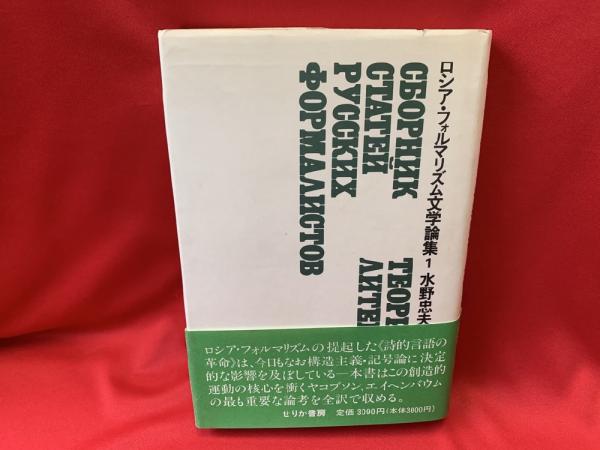 ロシア・フォルマリズム文学論集1 水野忠夫
СБОРНИК
СТАТЕЙ
РУССКИХ
ФОРМАЛИСТОВ
ロシア・フォルマリズムの提起した《詩的言語の
革命》は、今日もなお構造主義・記号論に決定
的な影響を及ぼしている─本書はこの創造的
運動の核心を衝くヤコブソン、エイヘンバウム
の最も重要な論考を全訳で収める。
せりか書房 定価 3090円(本体3000円)